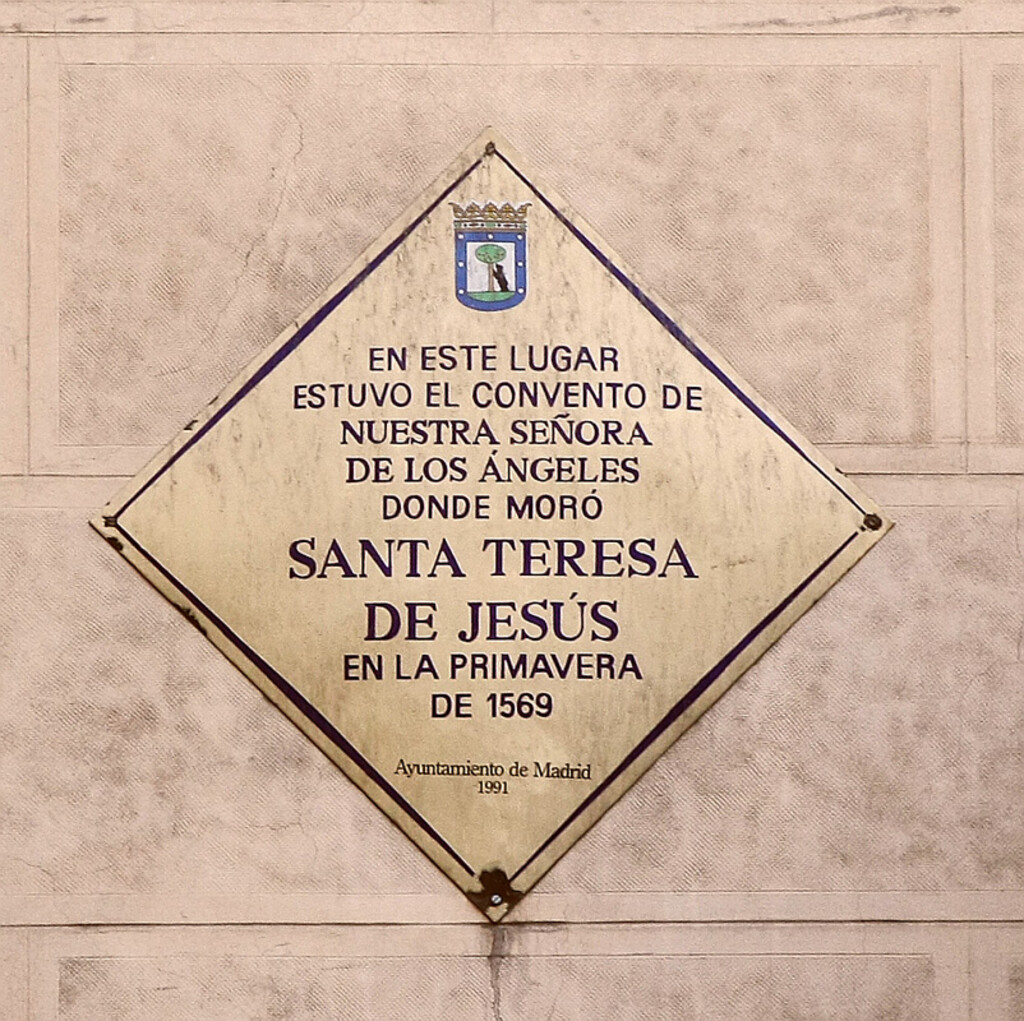 EN ESTE LUGAR
ESTUVO EL CONVENTO DE
NUESTRA SEÑORA
DE LOS ÁNGELES
DONDE MORÓ
SANTA TERESA
DE JESÚS
EN LA PRIMAVERA
DE 1569
Ayuntamiento de Madrid
1991